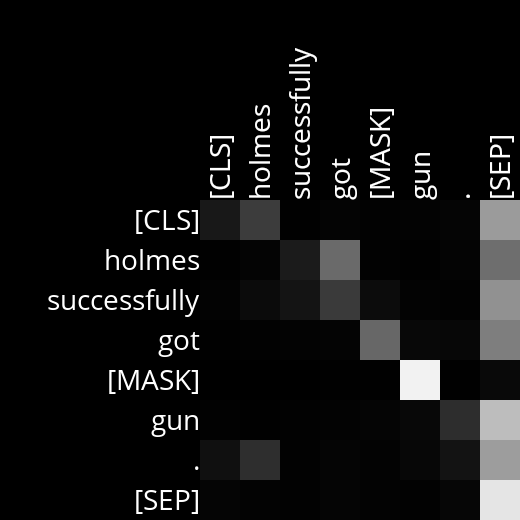 [CLS]
holmes
successfully
got
[MASK]
gun
.
[SEP]
[CLS]
holmes
successfully
got
[MASK]
gun
.
[SEP]